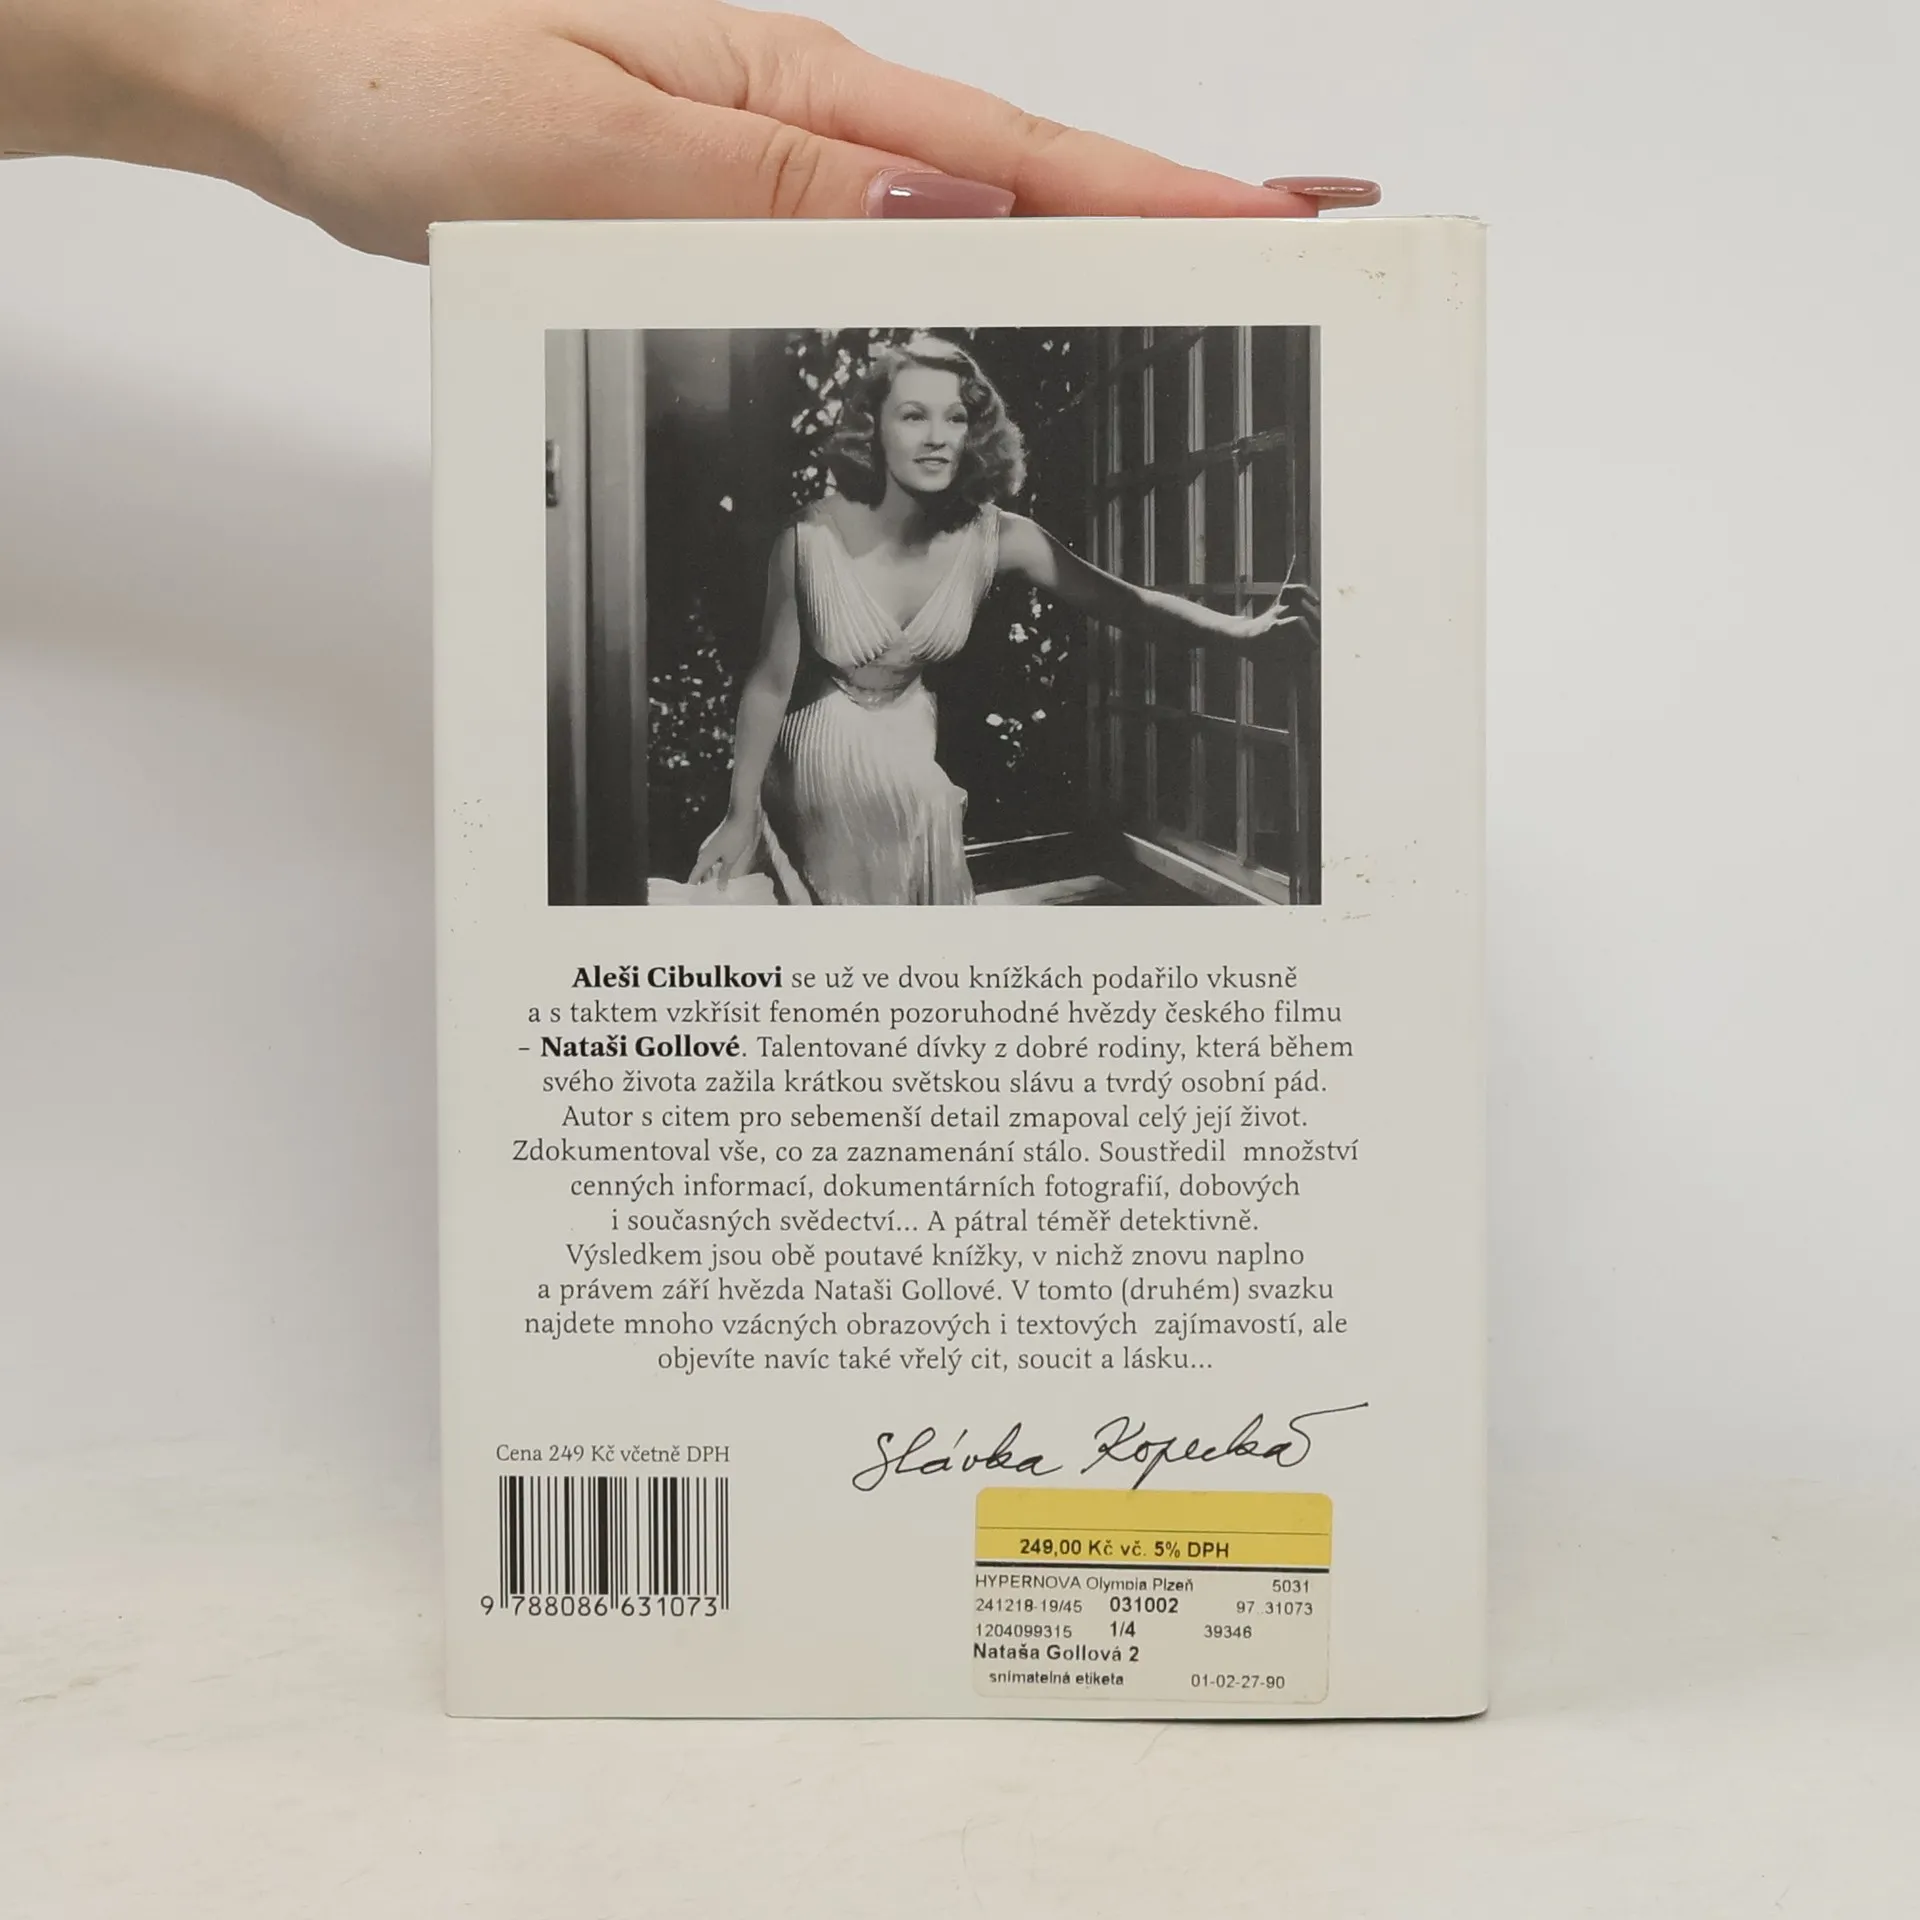 Aleši Cibulkovi se už ve dvou knížkách podařilo vkusně
a s taktem vzkřísit fenomén pozoruhodné hvězdy českého filmu
– Nataši Gollové. Talentované dívky z dobré rodiny, která během
svého života zažila krátkou světskou slávu a tvrdý osobní pád.
Autor s citem pro sebemenší detail zmapoval celý její život.
Zdokumentoval vše, co za zaznamenání stálo. Soustředil množství
cenných informací, dokumentárních fotografií, dobových
i současných svědectví... A pátral téměř detektivně.
Výsledkem jsou obě poutavé knížky, v nichž znovu naplno
a právem září hvězda Nataši Gollové. V tomto (druhém) svazku
najdete mnoho vzácných obrazových i textových zajímavostí, ale
objevíte navíc také vřelý cit, soucit a lásku...
Slávka Kopecká
Cena 249 Kč včetně DPH
9 788086 631073
249,00 Kč vč. 5% DPH
HYPERNOVA Olympia Plzeň 5031
241218-19/45 031002 97..31073
1204099315 1/4 39346
Nataša Gollová 2
snímatelná etiketa 01-02-27-90